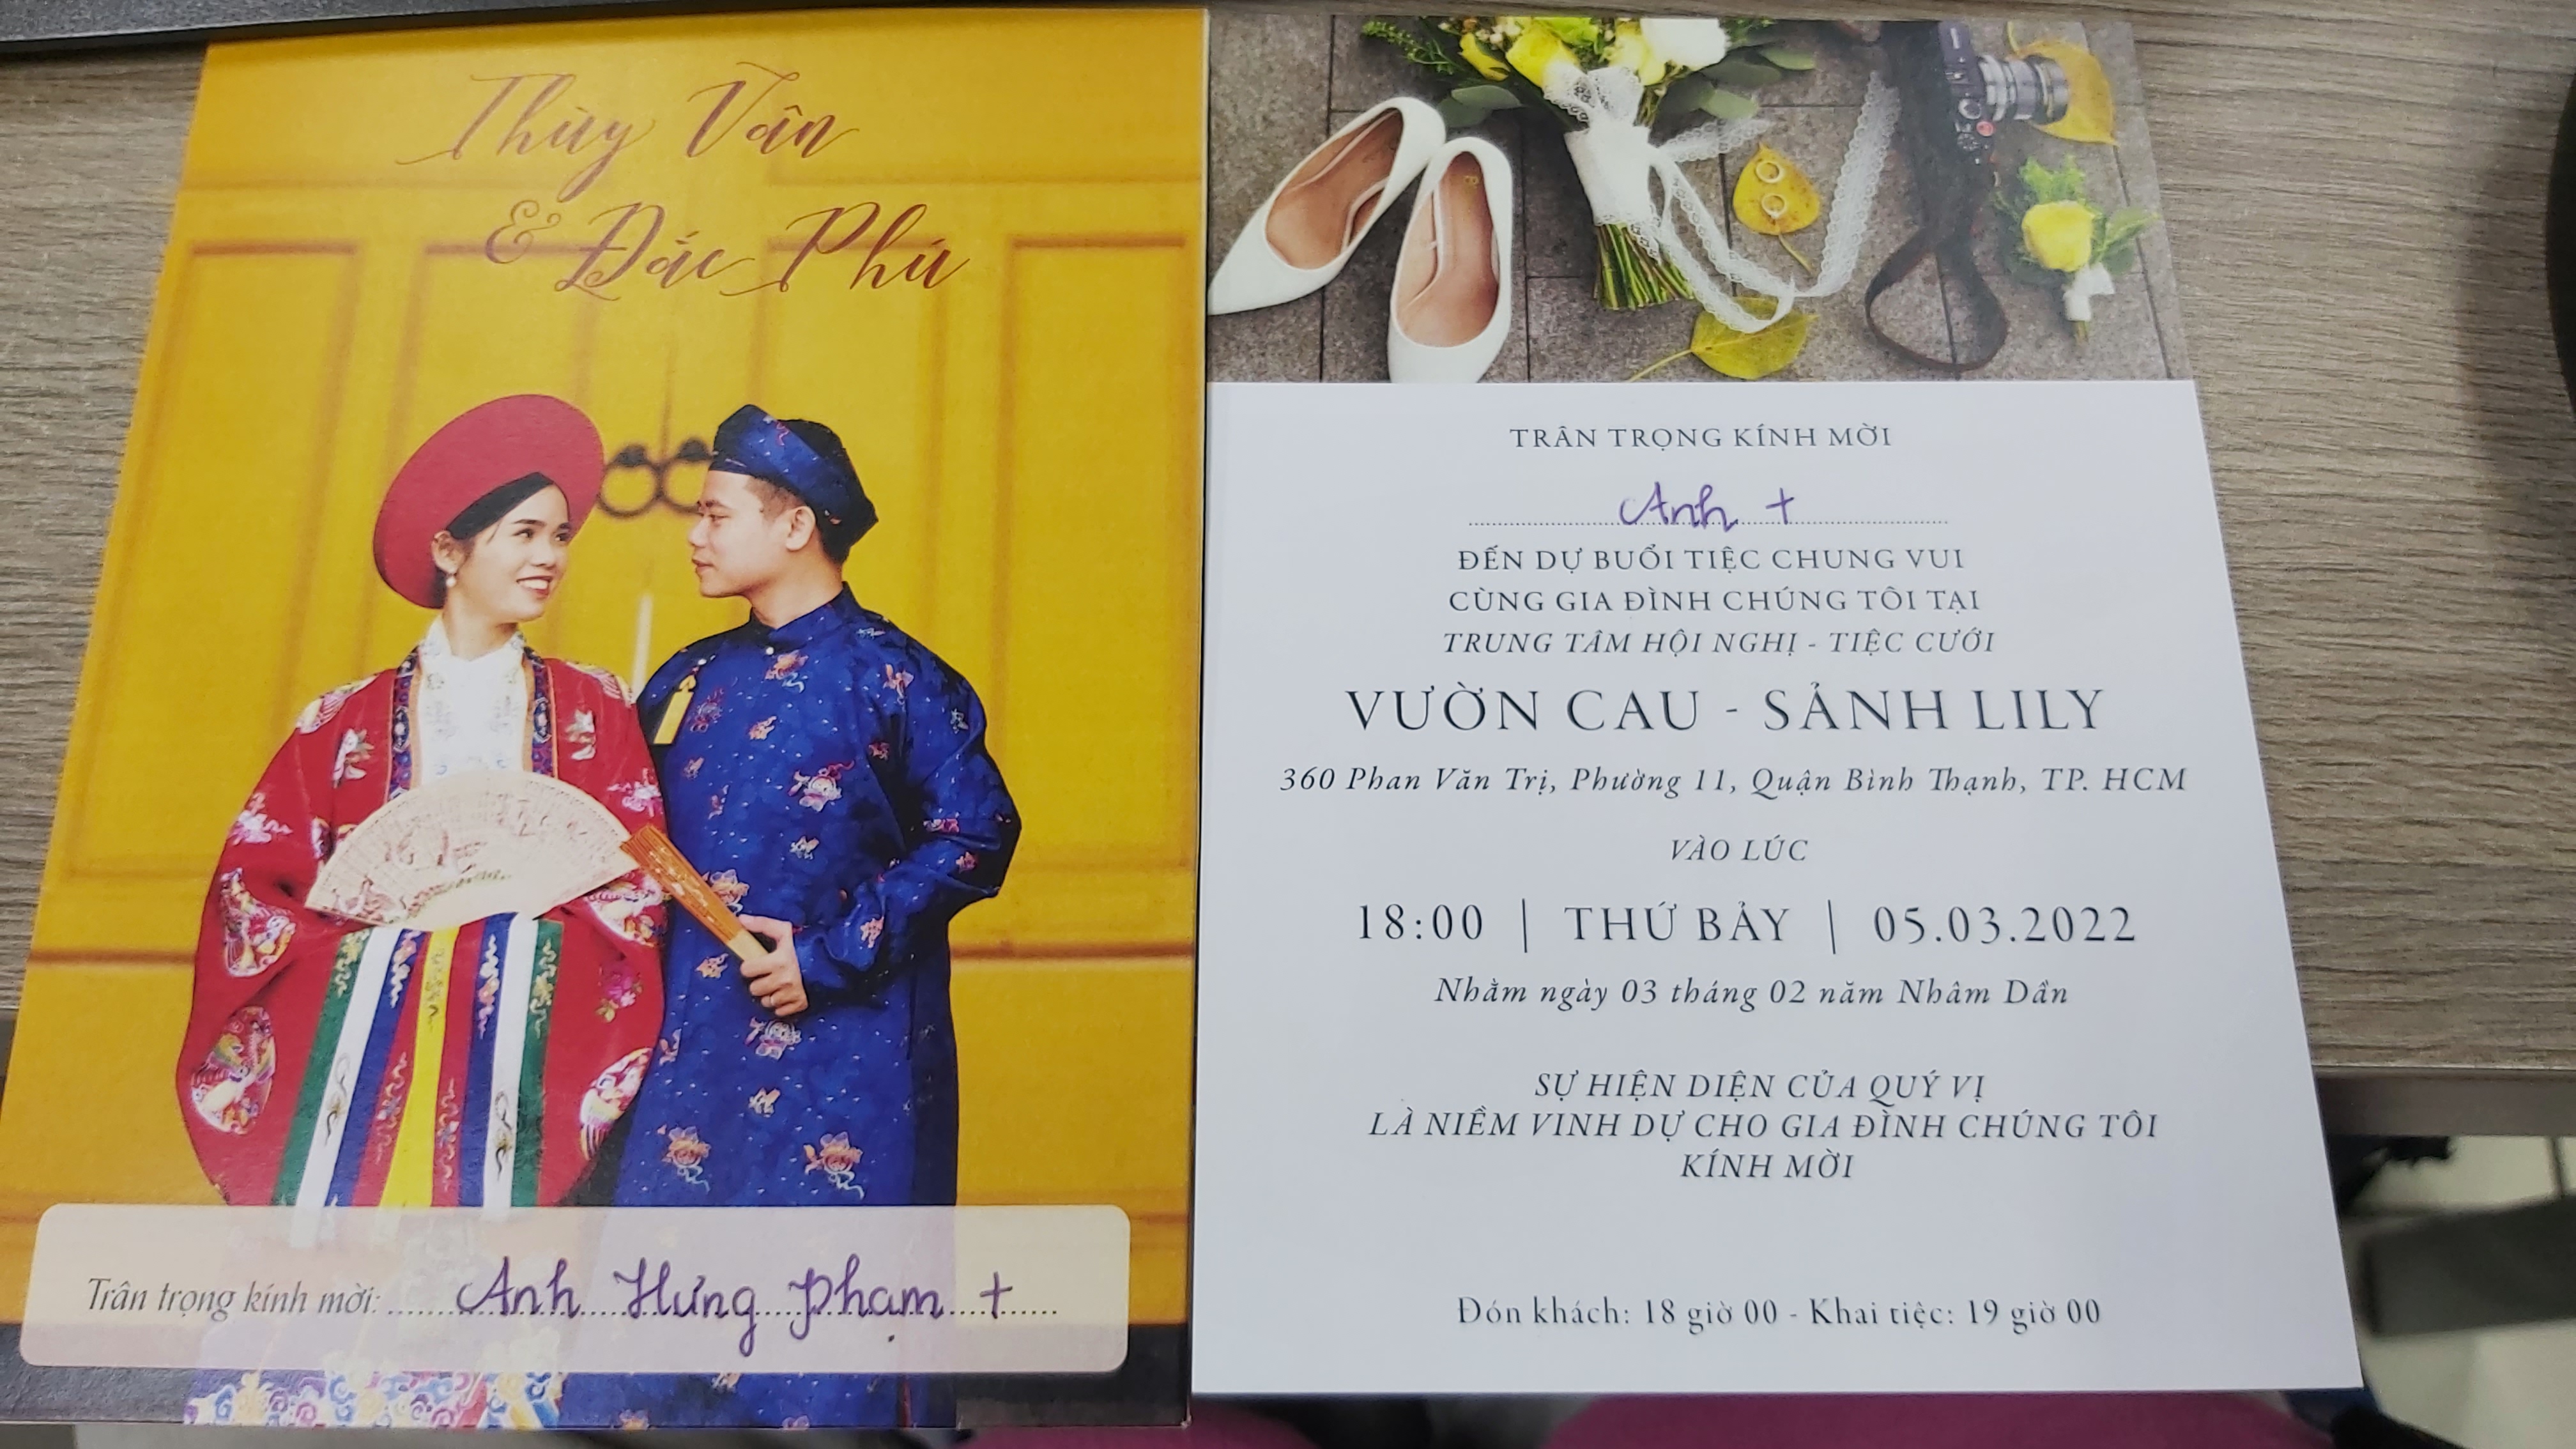 Thùy Vân
& Đắc Phú
Trân trọng kính mời: Anh Hưng Phạm +
TRÂN TRỌNG KÍNH MỜI
Anh +
ĐẾN DỰ BUỔI TIỆC CHUNG VUI
CÙNG GIA ĐÌNH CHÚNG TÔI TẠI
TRUNG TÂM HỘI NGHỊ - TIỆC CƯỚI
VƯỜN CAU - SẢNH LILY
360 Phan Văn Trị, Phường 11, Quận Bình Thạnh, TP. HCM
VÀO LÚC
18:00 | THỨ BẢY | 05.03.2022
Nhằm ngày 03 tháng 02 năm Nhâm Dần
SỰ HIỆN DIỆN CỦA QUÝ VỊ
LÀ NIỀM VINH DỰ CHO GIA ĐÌNH CHÚNG TÔI
KÍNH MỜI
Đón khách: 18 giờ 00 - Khai tiệc: 19 giờ 00